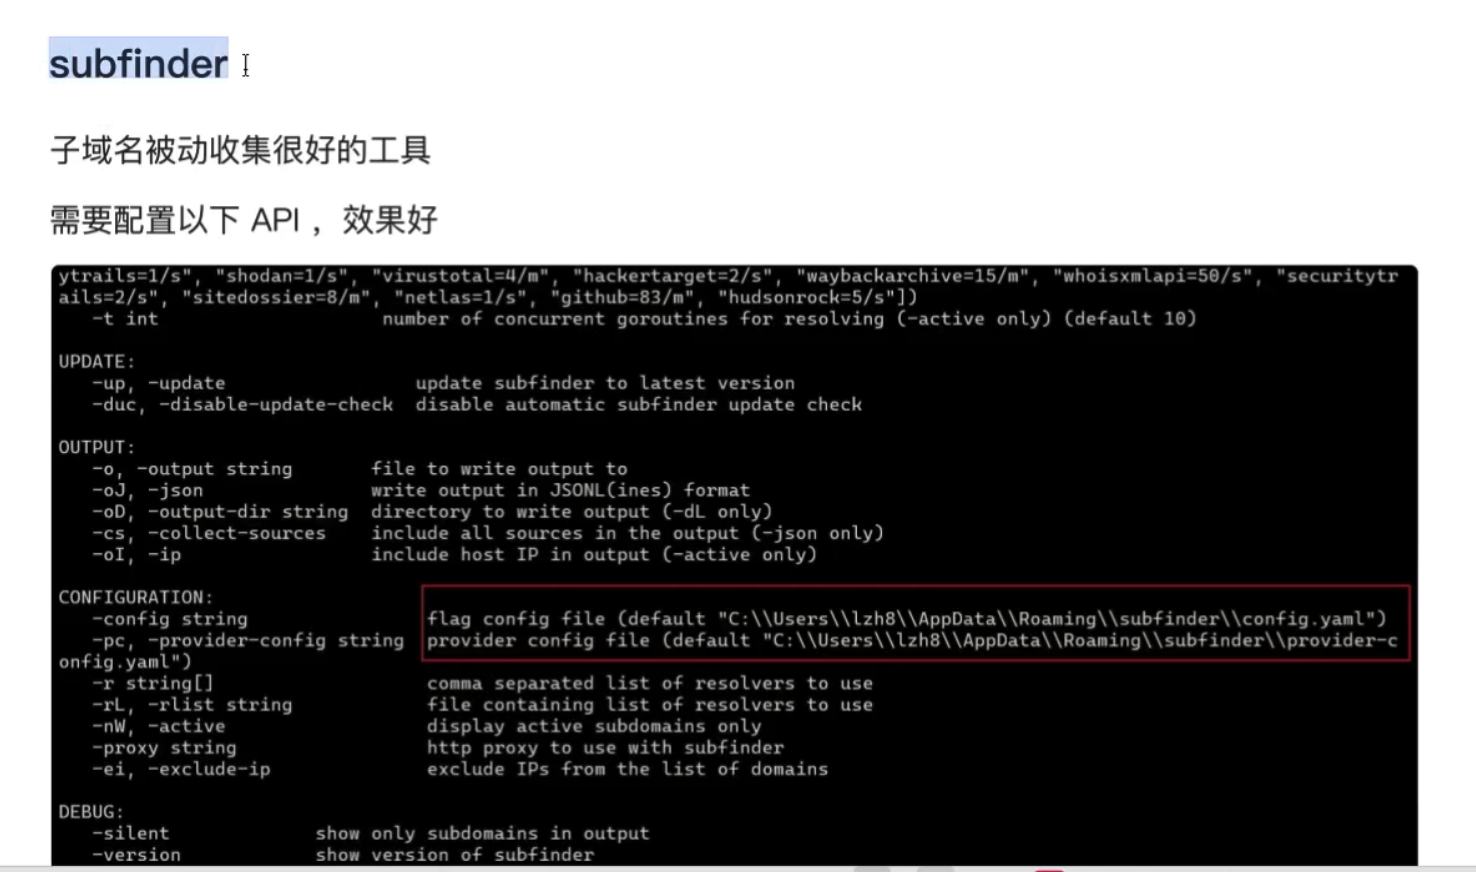 subfinder
子域名被动收集很好的工具
需要配置以下 API ，效果好
ytrails=1/s", "shodan=1/s", "virustotal=4/m", "hackertarget=2/s", "waybackarchive=15/m", "whoisxmlapi=50/s", "securitytr
ails=2/s", "sitedossier=8/m", "netlas=1/s", "github=83/m", "hudsonrock=5/s"])
-t int number of concurrent goroutines for resolving (-active only) (default 10)
UPDATE:
-up, -update update subfinder to latest version
-duc, -disable-update-check disable automatic subfinder update check
OUTPUT:
-o, -output string file to write output to
-oJ, -json write output in JSONL(ines) format
-oD, -output-dir string directory to write output (-dL only)
-cs, -collect-sources include all sources in the output (-json only)
-oI, -ip include host IP in output (-active only)
CONFIGURATION:
-config string flag config file (default "C:\\Users\\lzh8\\AppData\\Roaming\\subfinder\\config.yaml")
-pc, -provider-config string provider config file (default "C:\\Users\\lzh8\\AppData\\Roaming\\subfinder\\provider-c
onfig.yaml")
-r string[] comma separated list of resolvers to use
-rL, -rlist string file containing list of resolvers to use
-nW, -active display active subdomains only
-proxy string http proxy to use with subfinder
-ei, -exclude-ip exclude IPs from the list of domains
DEBUG:
-silent show only subdomains in output
-version show version of subfinder